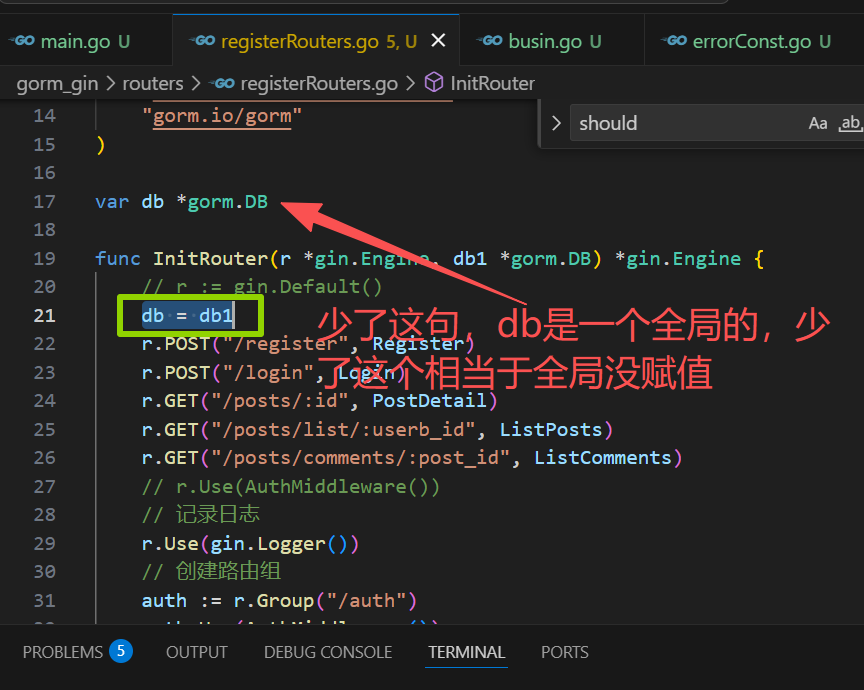 main.go U
registerRouters.go 5, U
busin.go U
errorConst.go U
gorm_gin > routers > registerRouters.go > InitRouter
should
Aa
ab
14 "gorm.io/gorm"
15 )
16
17 var db *gorm.DB
18
19 func InitRouter(r *gin.Engine, db1 *gorm.DB) *gin.Engine {
20 // r := gin.Default()
21 db = db1
少了这句，db是一个全局的，少
了这个相当于全局没赋值
22 r.POST("/register", Register)
23 r.POST("/login", Login)
24 r.GET("/posts/:id", PostDetail)
25 r.GET("/posts/list/:userb_id", ListPosts)
26 r.GET("/posts/comments/:post_id", ListComments)
27 // r.Use(AuthMiddleware())
28 // 记录日志
29 r.Use(gin.Logger())
30 // 创建路由组
31 auth := r.Group("/auth")
PROBLEMS 5
OUTPUT
DEBUG CONSOLE
TERMINAL
PORTS